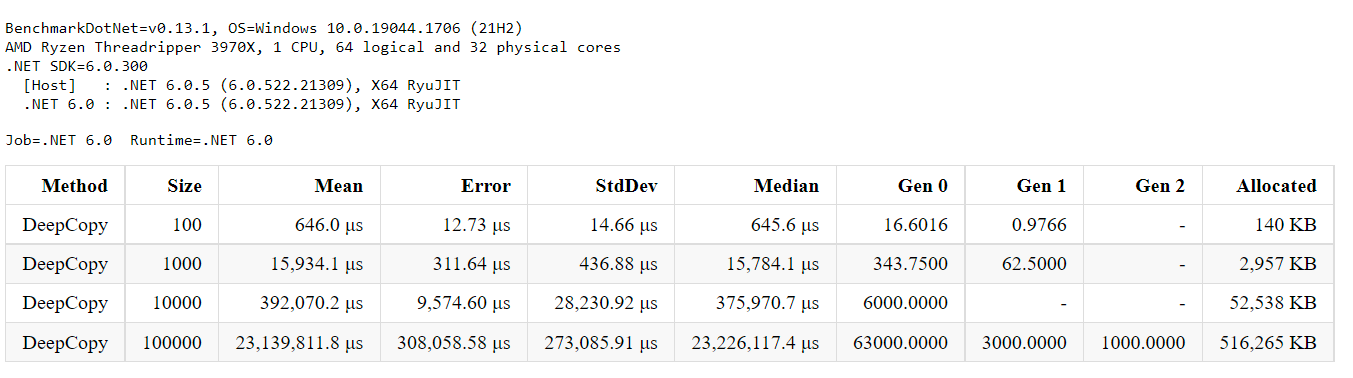 BenchmarkDotNet=v0.13.1, OS=Windows 10.0.19044.1706 (21H2)
AMD Ryzen Threadripper 3970X, 1 CPU, 64 logical and 32 physical cores
.NET SDK=6.0.300
[Host]   : .NET 6.0.5 (6.0.522.21309), X64 RyuJIT
.NET 6.0 : .NET 6.0.5 (6.0.522.21309), X64 RyuJIT
Job=.NET 6.0  Runtime=.NET 6.0
Method Size Mean Error StdDev Median Gen 0 Gen 1 Gen 2 Allocated
DeepCopy 100 646.0 μs 12.73 μs 14.66 μs 645.6 μs 16.6016 0.9766 - 140 KB
DeepCopy 1000 15,934.1 μs 311.64 μs 436.88 μs 15,784.1 μs 343.7500 62.5000 - 2,957 KB
DeepCopy 10000 392,070.2 μs 9,574.60 μs 28,230.92 μs 375,970.7 μs 6000.0000 - - 52,538 KB
DeepCopy 100000 23,139,811.8 μs 308,058.58 μs 273,085.91 μs 23,226,117.4 μs 63000.0000 3000.0000 1000.0000 516,265 KB